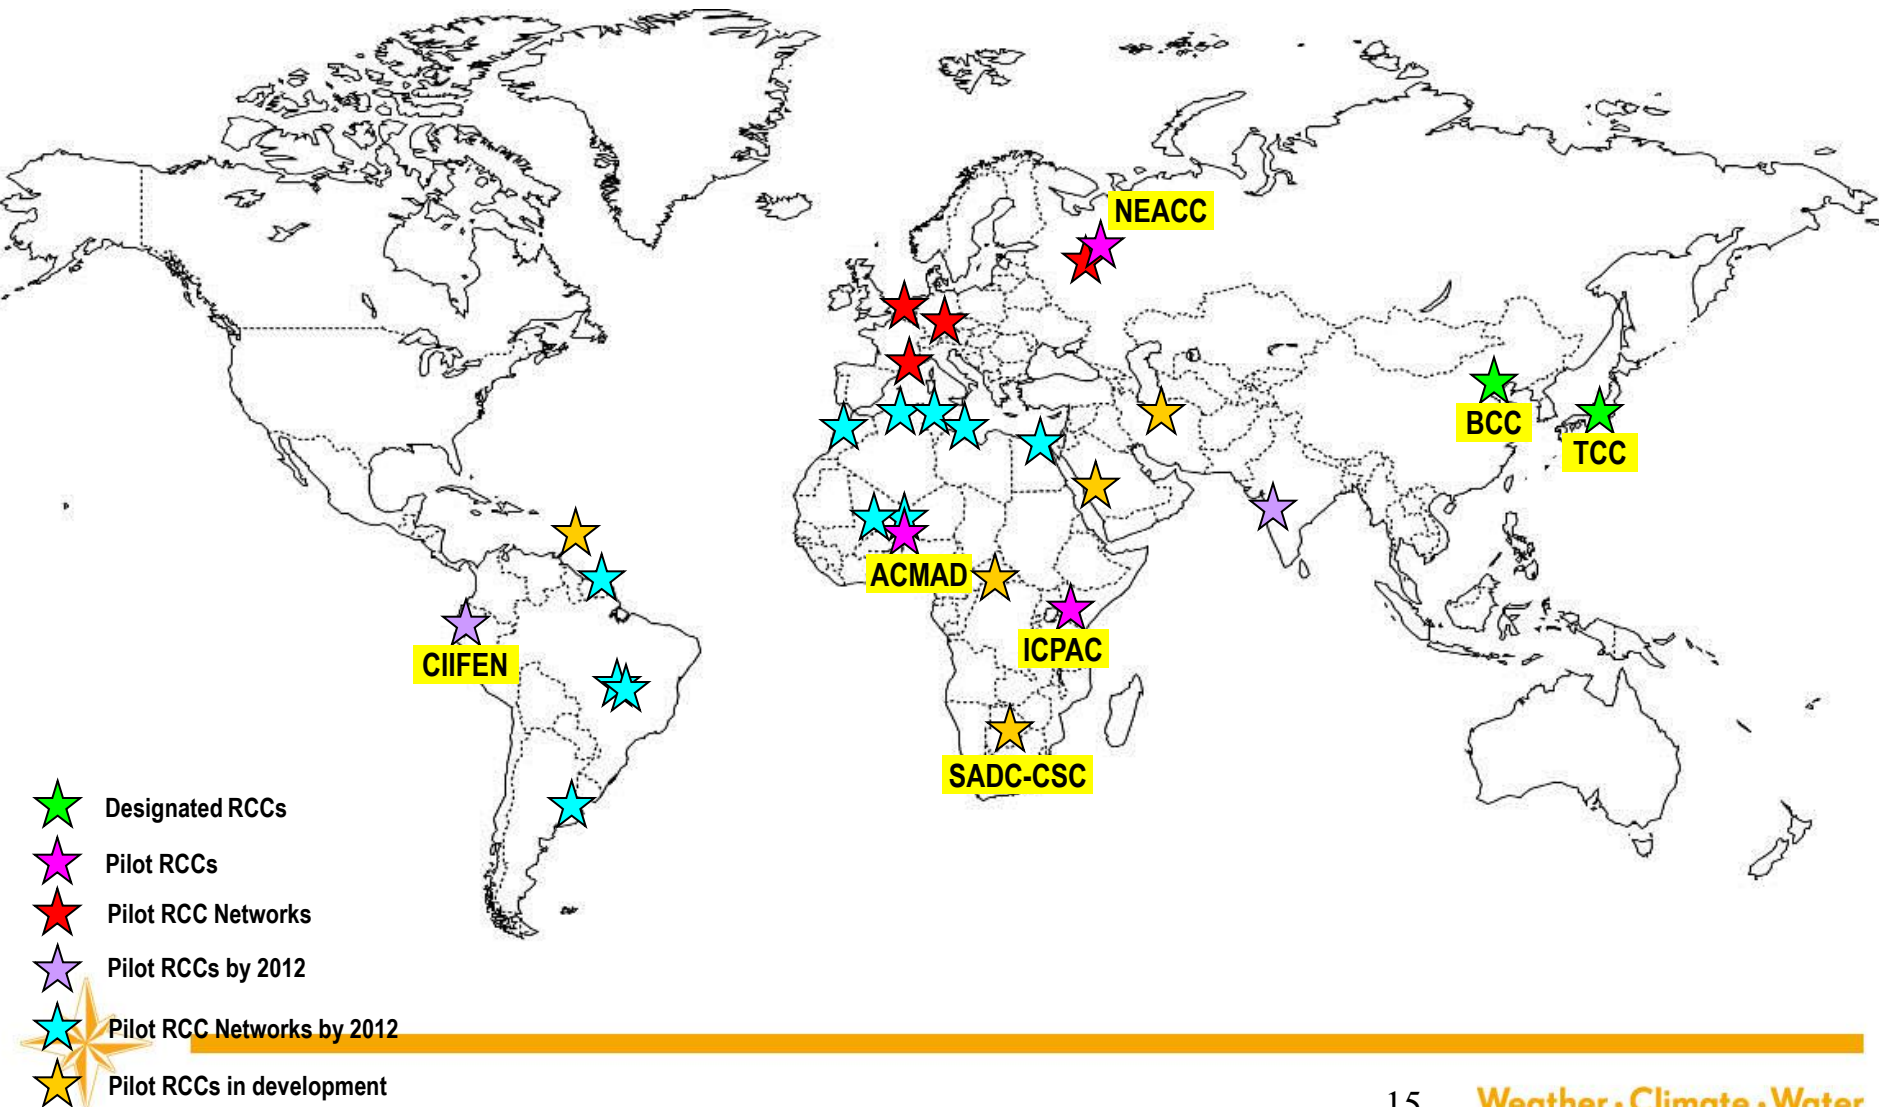 NEACC
BCC
TCC
ACMAD
ICPAC
CIIFEN
SADC-CSC
Designated RCCs
Pilot RCCs
Pilot RCC Networks
Pilot RCCs by 2012
Pilot RCC Networks by 2012
Pilot RCCs in development
15
Weather • Climate • Water